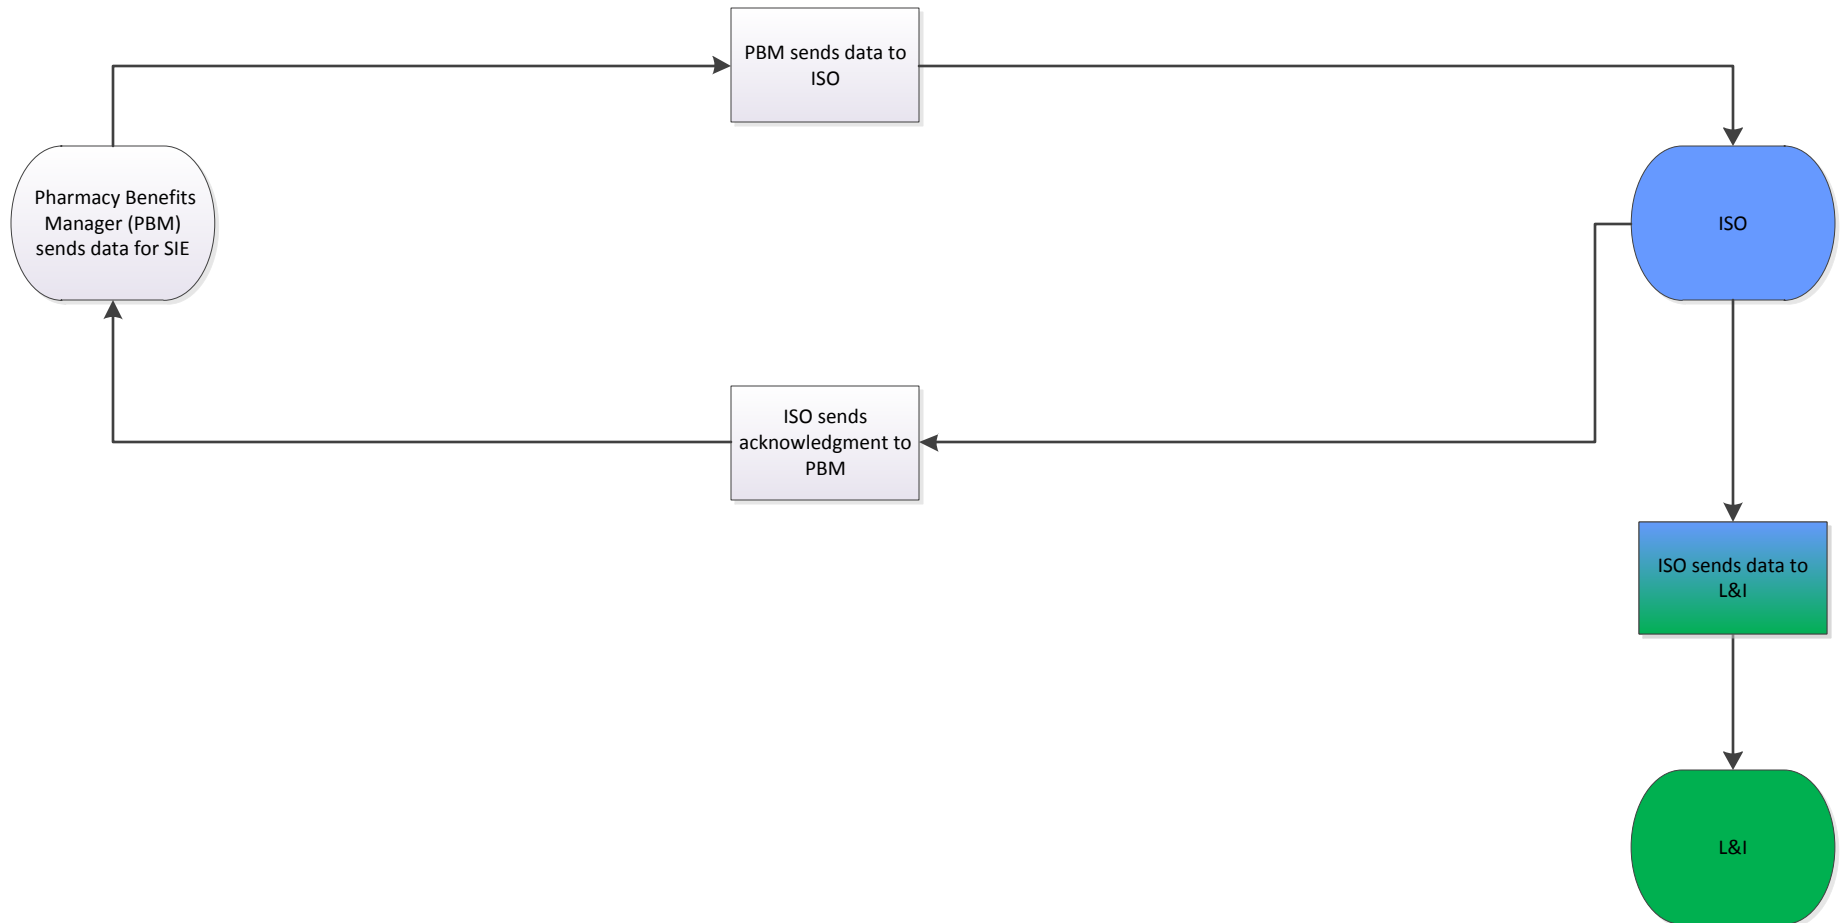 PBM sends data to
ISO
Pharmacy Benefits
Manager (PBM)
sends data for SIE
ISO
ISO sends
acknowledgment to
PBM
ISO sends data to
L&I
L&I